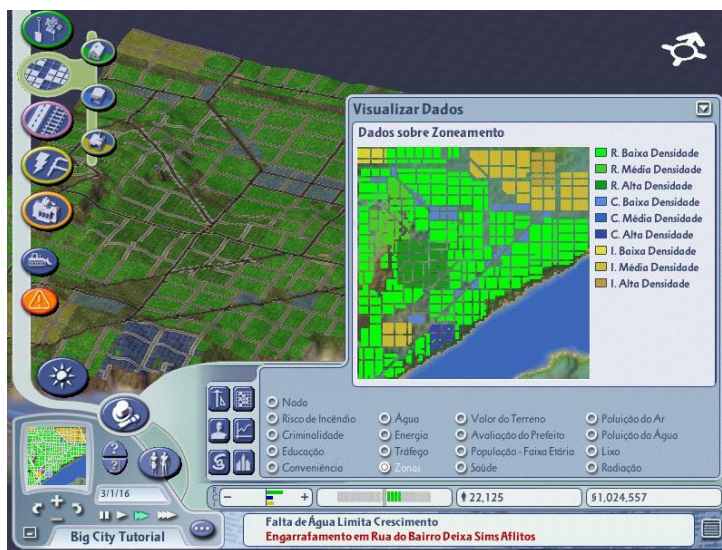 Visualizar Dados
Dados sobre Zoneamento
R. Baixa Densidade
R. Média Densidade
R. Alta Densidade
C. Baixa Densidade
C. Média Densidade
C. Alta Densidade
I. Baixa Densidade
I. Média Densidade
I. Alta Densidade
Nada
Risco de Incêndio
Criminalidade
Educação
Conveniência
Água
Energia
Tráfego
Zonas
Valor do Terreno
Avaliação do Prefeito
População - Faixa Etária
Saúde
Poluição do Ar
Poluição da Água
Lixo
Radiação
3/1/16
R
C
I
22,125
§1,024,557
Big City Tutorial
Falta de Água Limita Crescimento
Engarrafamento em Rua do Bairro Deixa Sims Aflitos